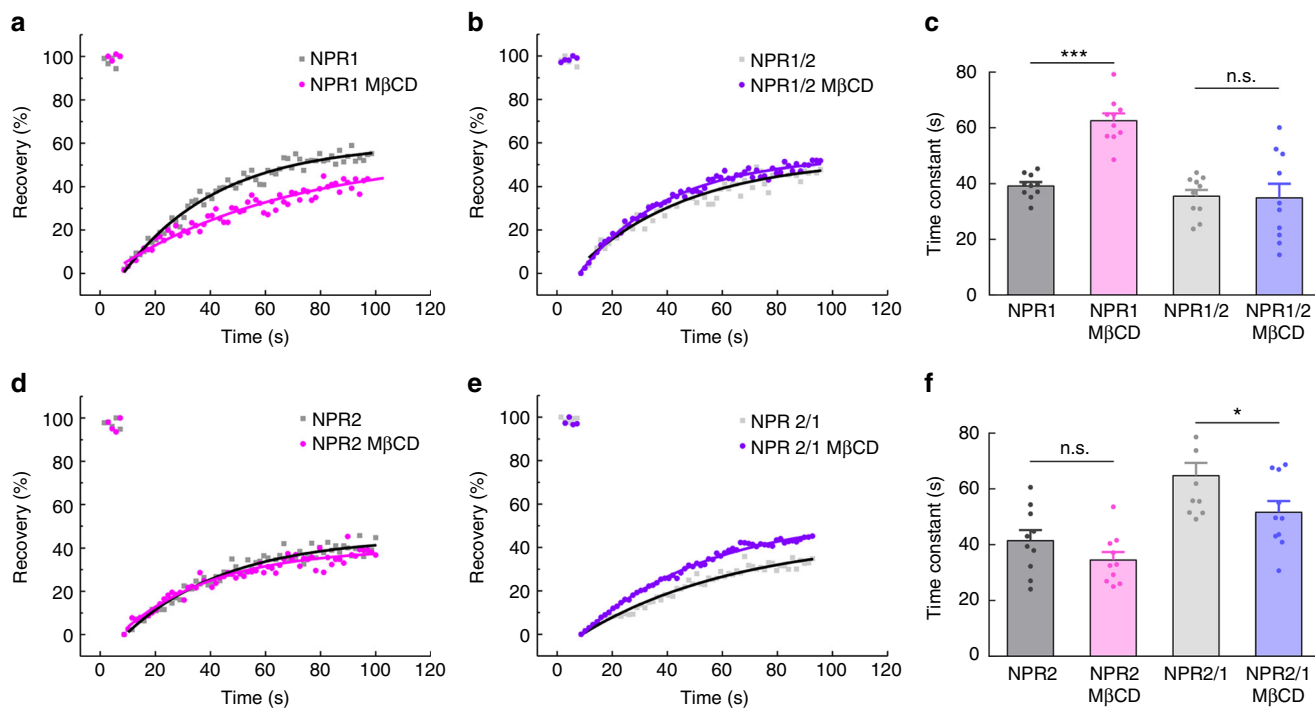 a
100
80
60
40
20
0
Recovery (%)
0 20 40 60 80 100 120
Time (s)
NPR1
NPR1 MβCD
b
100
80
60
40
20
0
Recovery (%)
0 20 40 60 80 100 120
Time (s)
NPR1/2
NPR1/2 MβCD
c
80
60
40
20
0
Time constant (s)
***
n.s.
NPR1
NPR1
MβCD
NPR1/2
NPR1/2
MβCD
d
100
80
60
40
20
0
Recovery (%)
0 20 40 60 80 100 120
Time (s)
NPR2
NPR2 MβCD
e
100
80
60
40
20
0
Recovery (%)
0 20 40 60 80 100 120
Time (s)
NPR 2/1
NPR 2/1 MβCD
f
80
60
40
20
0
Time constant (s)
n.s.
*
NPR2
NPR2
MβCD
NPR2/1
NPR2/1
MβCD